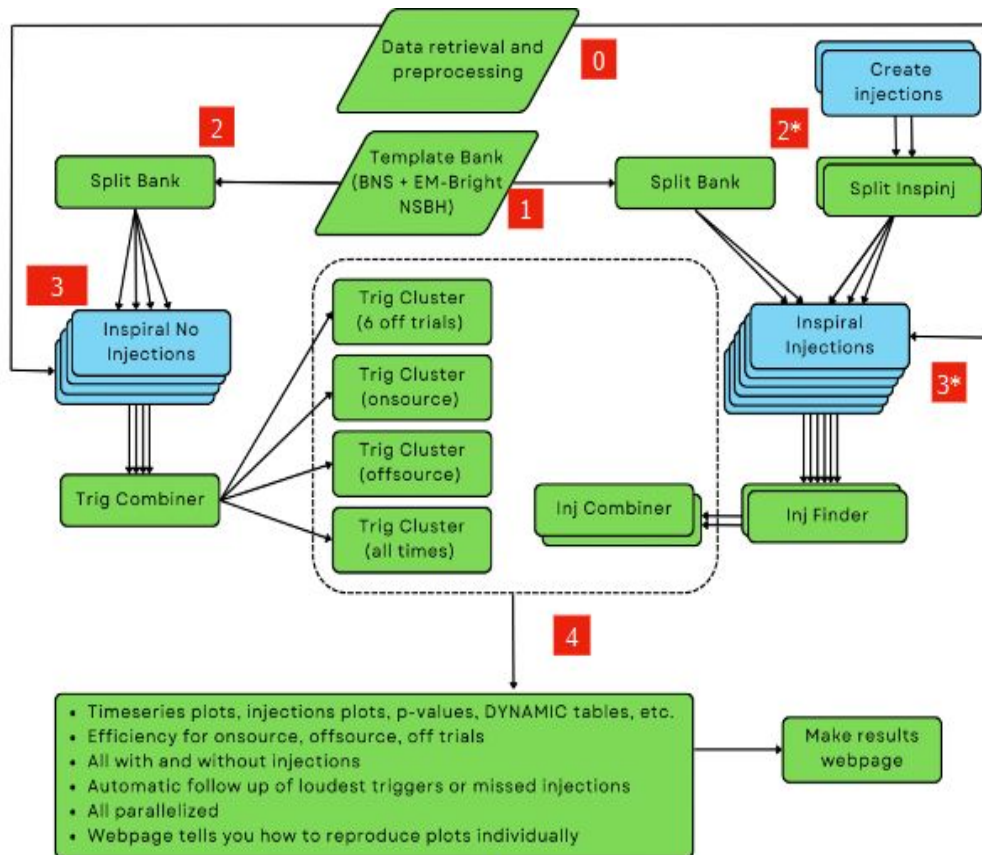 Data retrieval and
preprocessing
0
Create
injections
2
2*
Template Bank
(BNS + EM-Bright
NSBH)
Split Bank
Split Bank
Split Inspinj
1
3
Trig Cluster
(6 off trials)
Inspiral No
Injections
Inspiral
Injections
3*
Trig Cluster
(onsource)
Trig Cluster
(offsource)
Trig Combiner
Inj Combiner
Inj Finder
Trig Cluster
(all times)
4
• Timeseries plots, injections plots, p-values, DYNAMIC tables, etc.
• Efficiency for onsource, offsource, off trials
• All with and without injections
• Automatic follow up of loudest triggers or missed injections
• All parallelized
• Webpage tells you how to reproduce plots individually
Make results
webpage